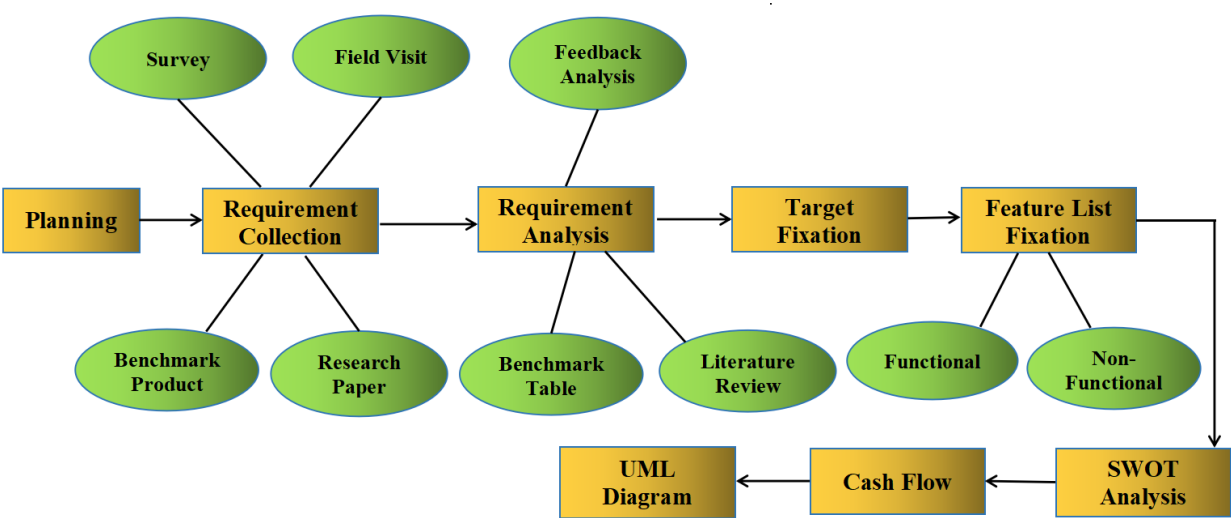 Survey
Field Visit
Feedback
Analysis
Planning
Requirement
Collection
Requirement
Analysis
Target
Fixation
Feature List
Fixation
Benchmark
Product
Research
Paper
Benchmark
Table
Literature
Review
Functional
Non-
Functional
UML
Diagram
Cash Flow
SWOT
Analysis